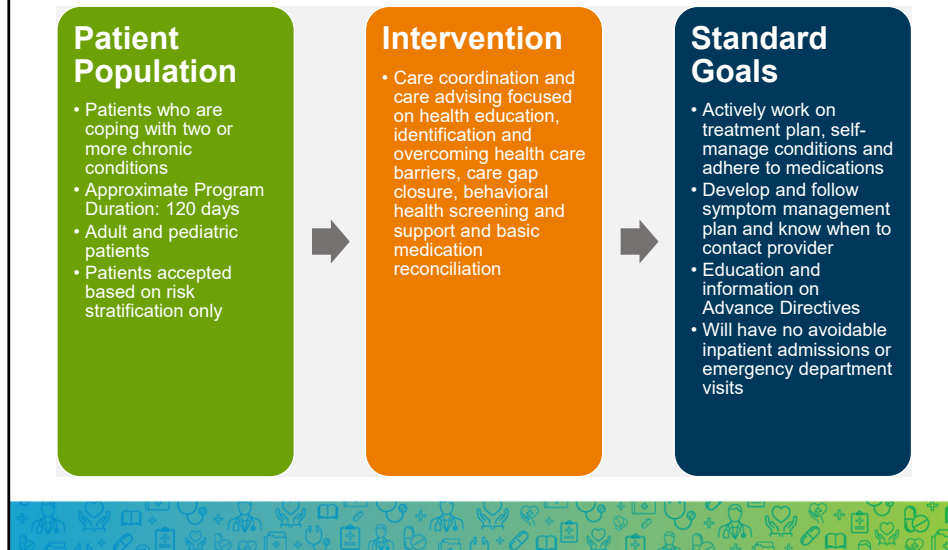 Patient
Population
• Patients who are
coping with two or
more chronic
conditions
• Approximate Program
Duration: 120 days
• Adult and pediatric
patients
• Patients accepted
based on risk
stratification only
Intervention
• Care coordination and
care advising focused
on health education,
identification and
overcoming health care
barriers, care gap
closure, behavioral
health screening and
support and basic
medication
reconciliation
Standard
Goals
• Actively work on
treatment plan, self-
manage conditions and
adhere to medications
• Develop and follow
symptom management
plan and know when to
contact provider
• Education and
information on
Advance Directives
• Will have no avoidable
inpatient admissions or
emergency department
visits